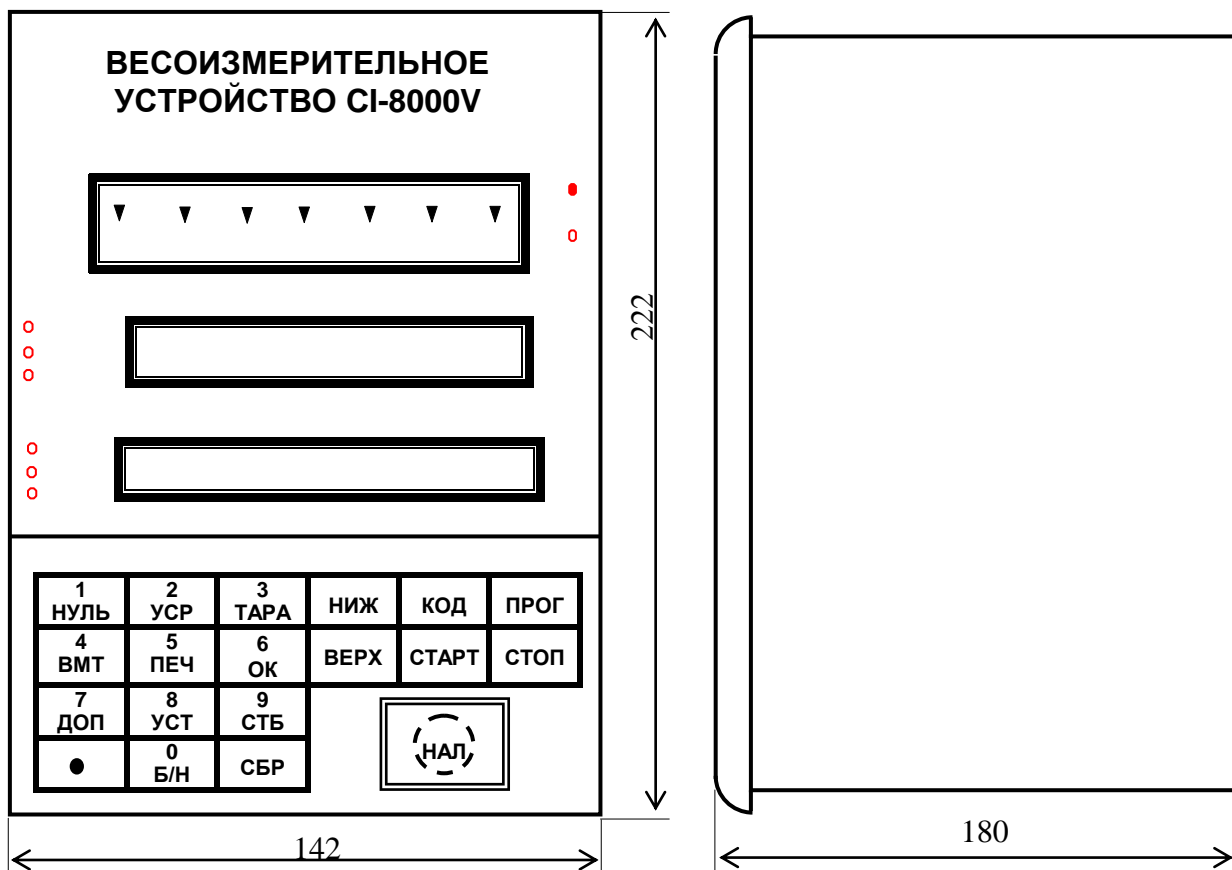 ВЕСОИЗМЕРИТЕЛЬНОЕ
УСТРОЙСТВО CI-8000V
222
1 2 3
НУЛЬ УСР ТАРА НИЖ КОД ПРОГ
4 5 6
ВМТ ПЕЧ ОК ВЕРХ СТАРТ СТОП
7 8 9
ДОП УСТ СТБ
0
Б/Н СБР
НАЛ
142
180